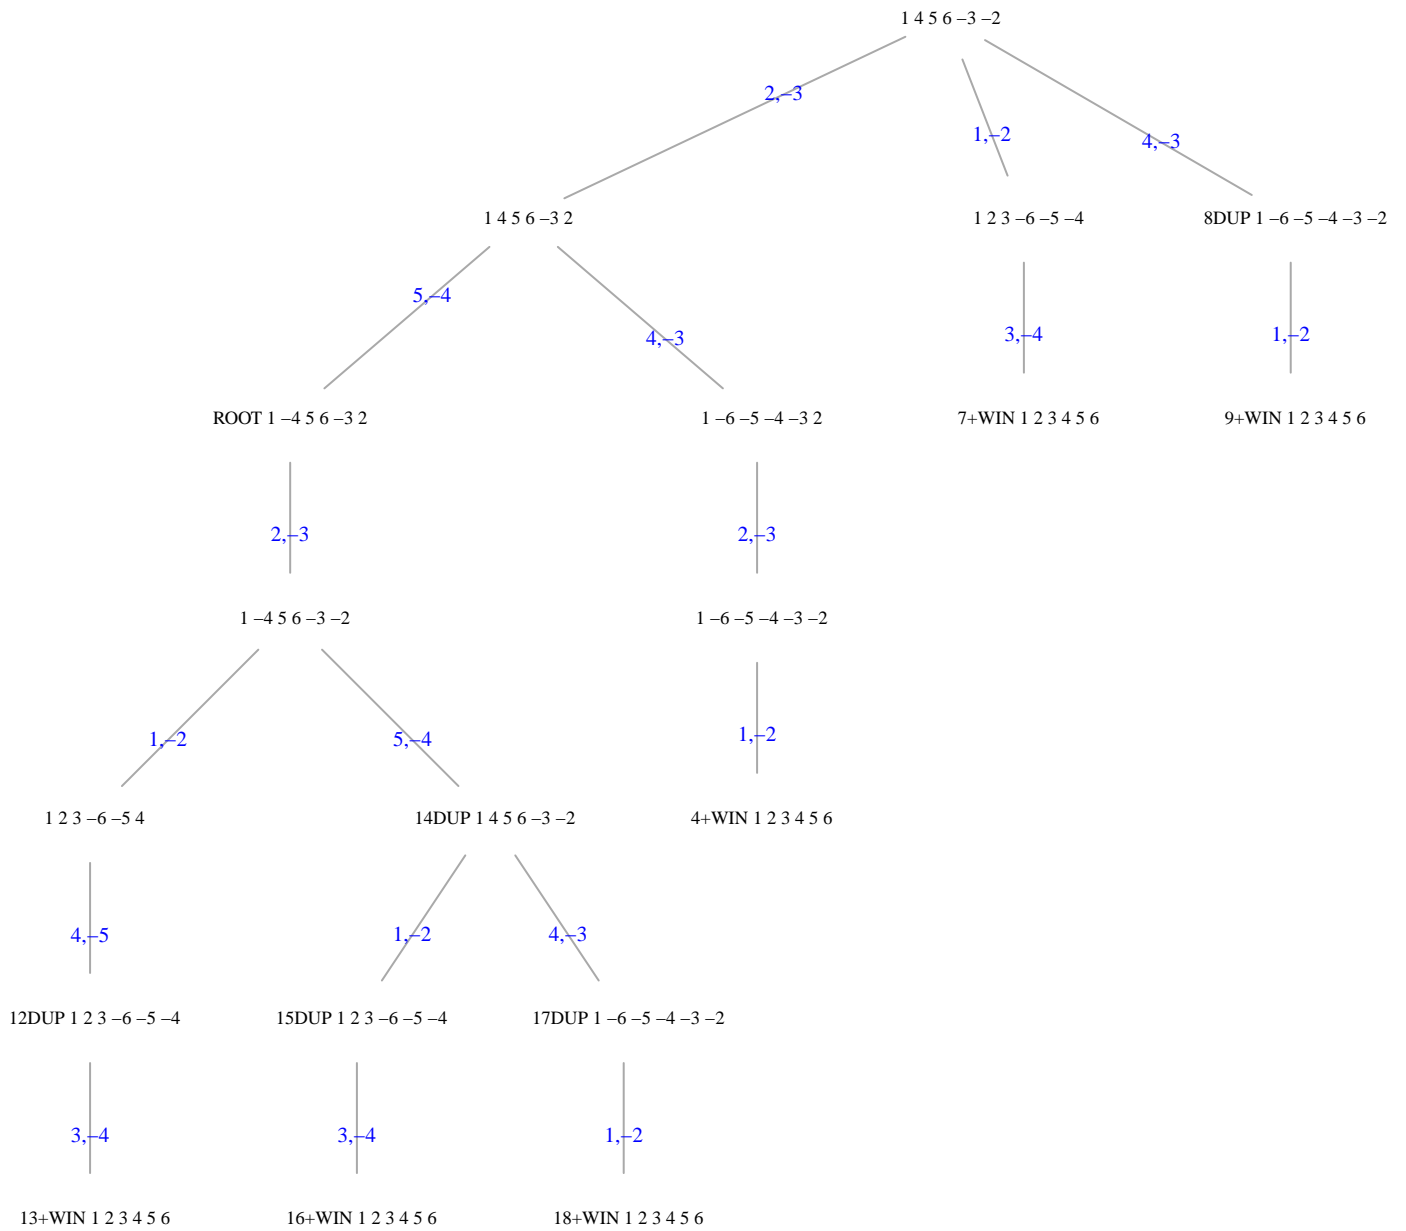 1 4 5 6 –3 –2
2,–3
1,–2
4,–3
1 4 5 6 –3 2
1 2 3 –6 –5 –4
8DUP 1 –6 –5 –4 –3 –2
5,–4
4,–3
3,–4
1,–2
ROOT 1 –4 5 6 –3 2
1 –6 –5 –4 –3 2
7+WIN 1 2 3 4 5 6
9+WIN 1 2 3 4 5 6
2,–3
2,–3
1 –4 5 6 –3 –2
1 –6 –5 –4 –3 –2
1,–2
5,–4
1,–2
1 2 3 –6 –5 4
14DUP 1 4 5 6 –3 –2
4+WIN 1 2 3 4 5 6
4,–5
1,–2
4,–3
12DUP 1 2 3 –6 –5 –4
15DUP 1 2 3 –6 –5 –4
17DUP 1 –6 –5 –4 –3 –2
3,–4
3,–4
1,–2
13+WIN 1 2 3 4 5 6
16+WIN 1 2 3 4 5 6
18+WIN 1 2 3 4 5 6